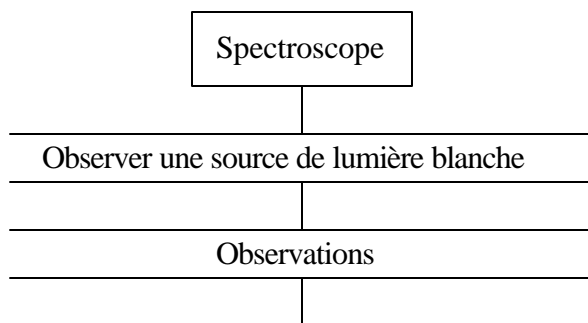 Spectroscope
Observer une source de lumière blanche
Observations